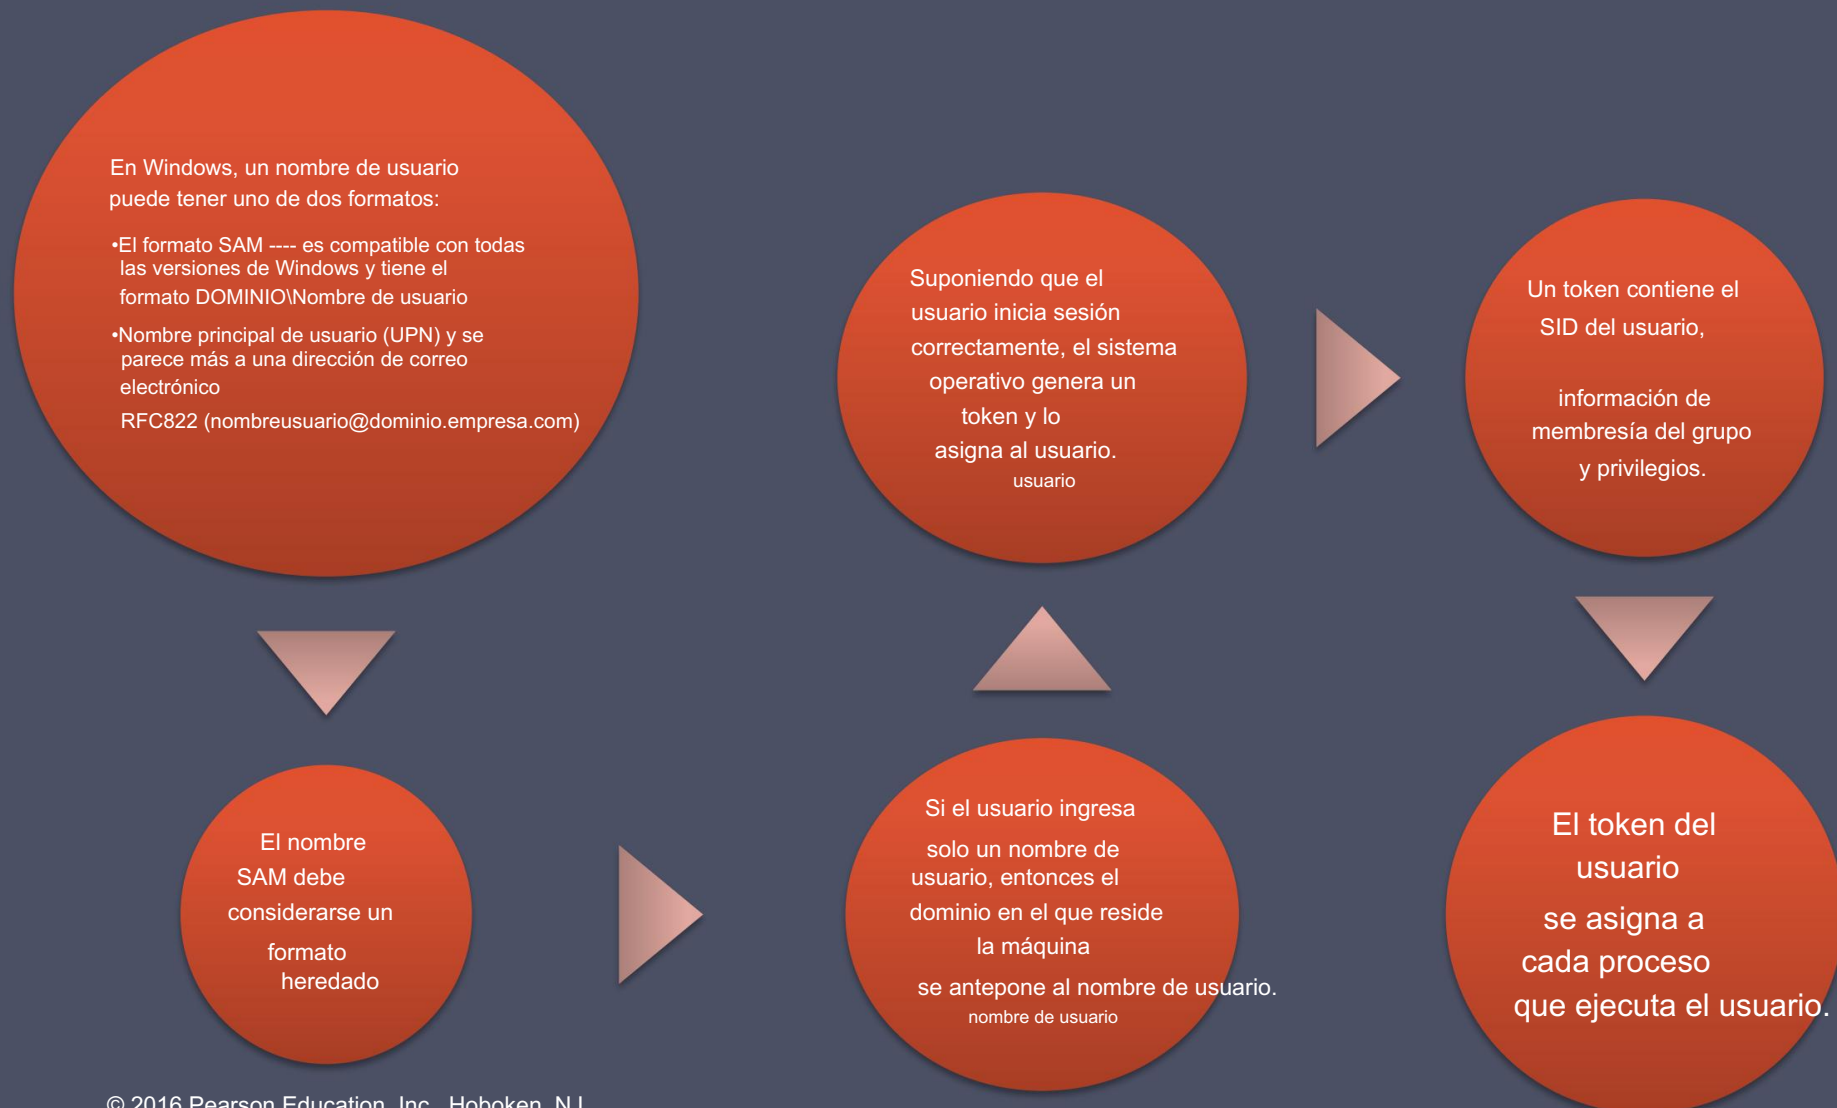 En Windows, un nombre de usuario
puede tener uno de dos formatos:
•El formato SAM ---- es compatible con todas
las versiones de Windows y tiene el
formato DOMINIO\Nombre de usuario
•Nombre principal de usuario (UPN) y se
parece más a una dirección de correo
electrónico
RFC822 (nombreusuario@dominio.empresa.com)
El nombre
SAM debe
considerarse un
formato
heredado
Si el usuario ingresa
solo un nombre de
usuario, entonces el
dominio en el que reside
la máquina
se antepone al nombre de usuario.
nombre de usuario
Suponiendo que el
usuario inicia sesión
correctamente, el sistema
operativo genera un
token y lo
asigna al usuario.
usuario
Un token contiene el
SID del usuario,
información de
membresía del grupo
y privilegios.
El token del
usuario
se asigna a
cada proceso
que ejecuta el usuario.
© 2016 Pearson Education, Inc., Hoboken, NJ.